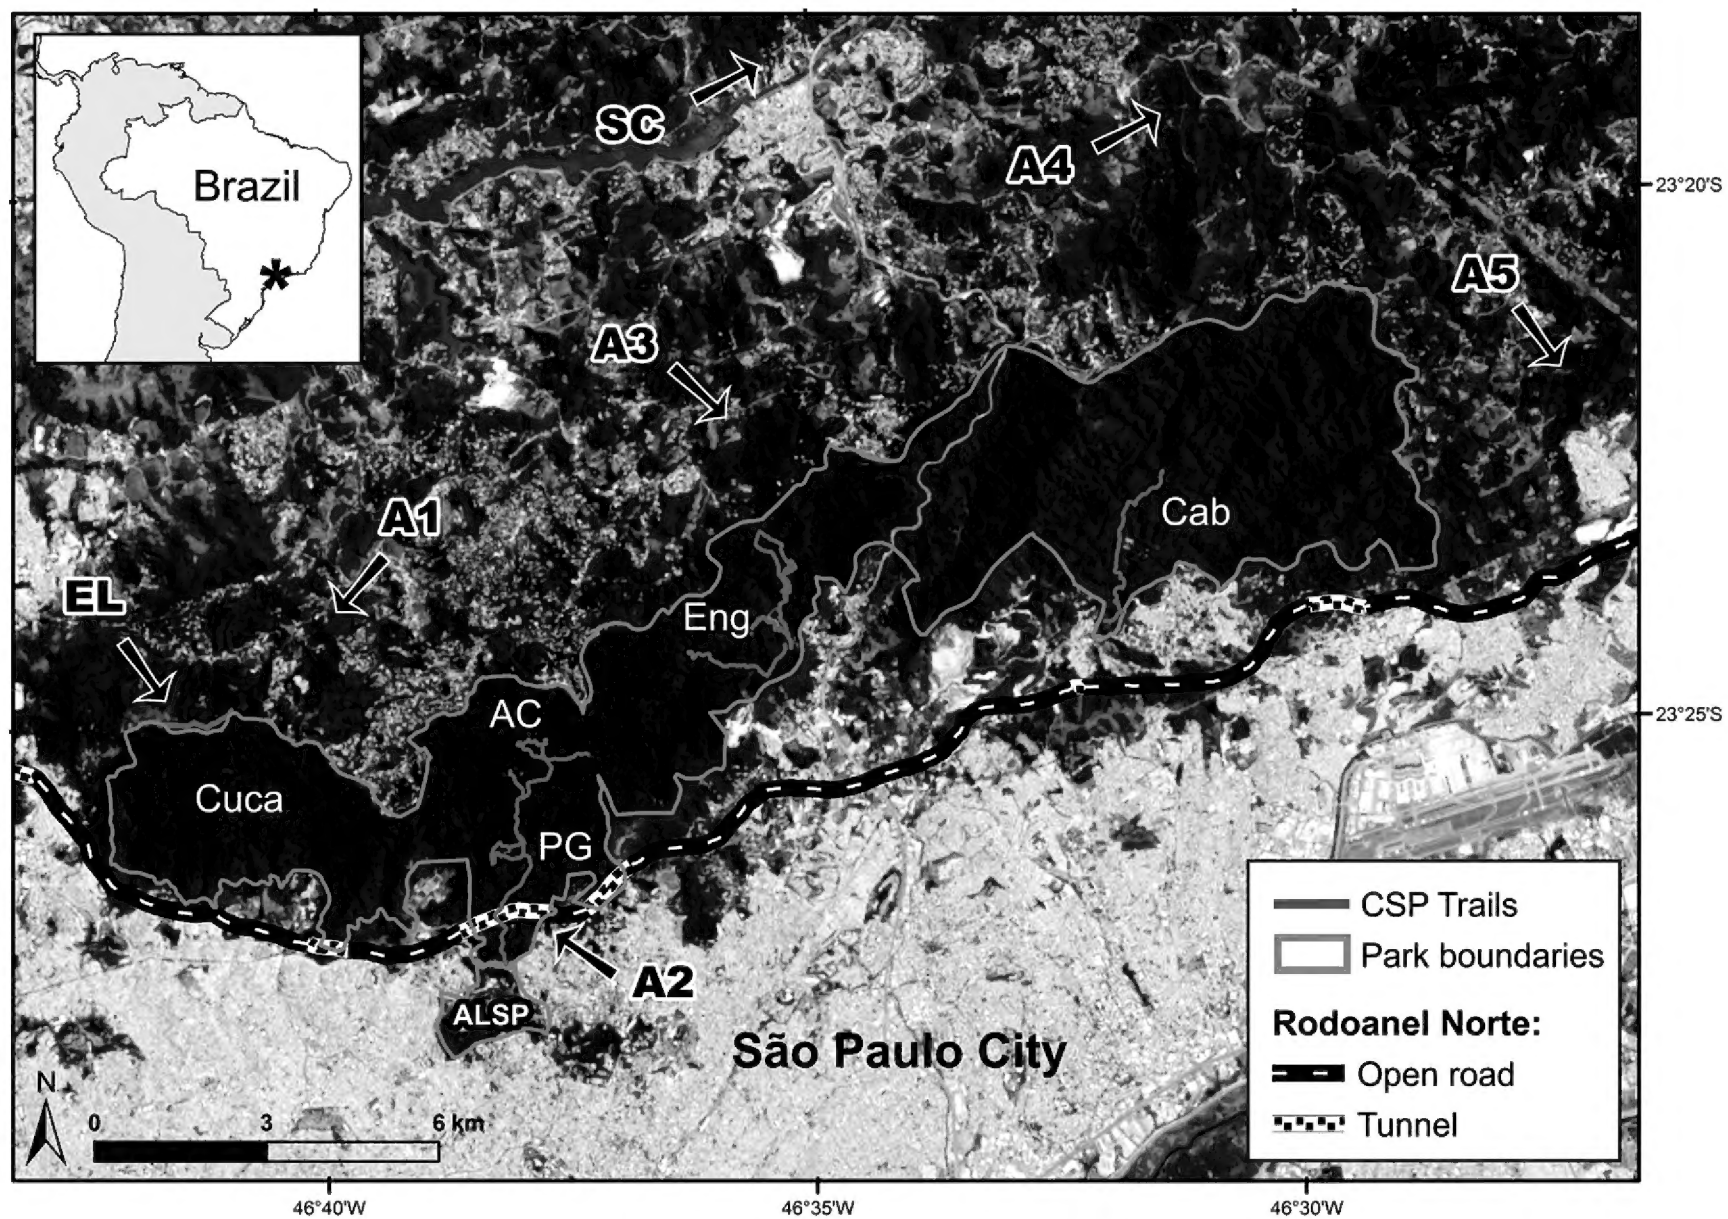 SC
A4
23°20'S
Brazil
A5
A3
A1
Cab
EL
Eng
AC
23°25'S
Cuca
PG
A2
ALSP
São Paulo City
CSP Trails
Park boundaries
Rodoanel Norte:
Open road
Tunnel
N
0 3 6 km
46°40'W 46°35'W 46°30'W